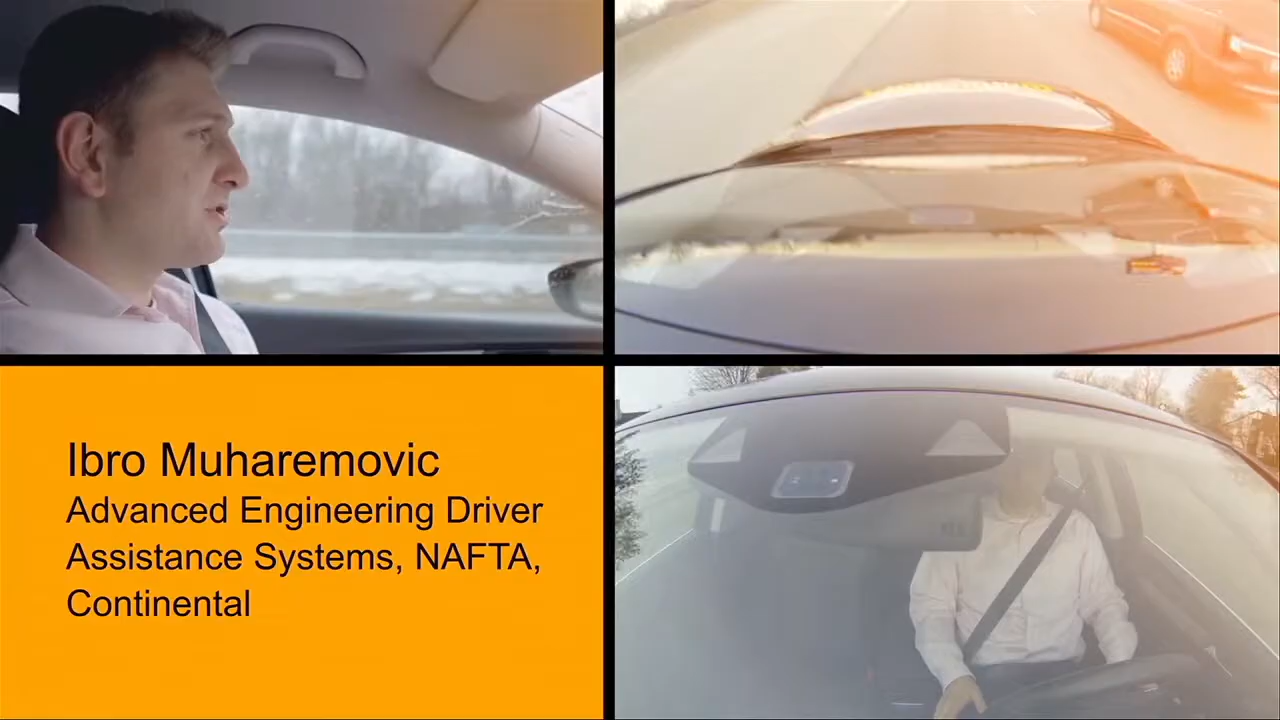 Ibro Muharemovic
Advanced Engineering Driver
Assistance Systems, NAFTA,
Continental